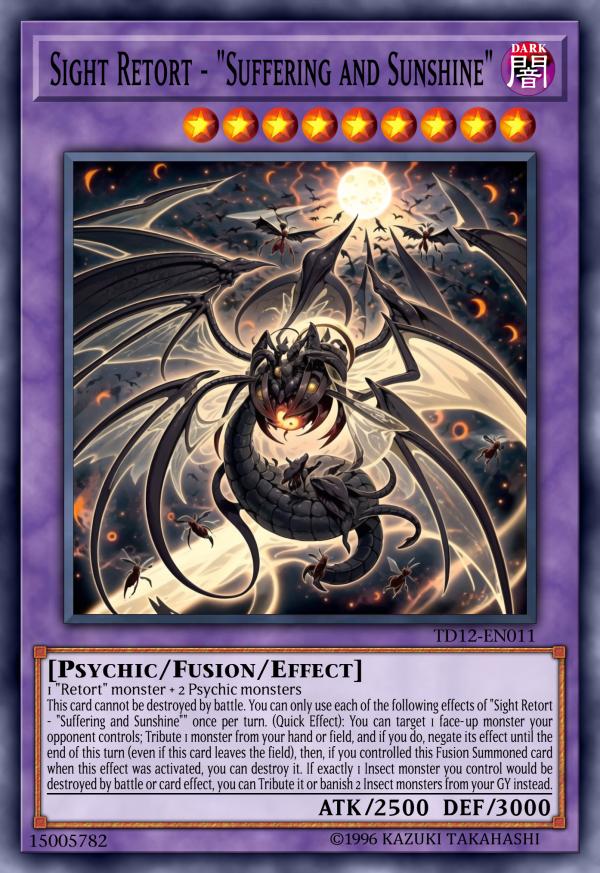 Sight Retort - "Suffering and Sunshine"
DARK
闇
TD12-EN011
[Psychic/Fusion/Effect]
1 "Retort" monster + 2 Psychic monsters
This card cannot be destroyed by battle. You can only use each of the following effects of "Sight Retort
- "Suffering and Sunshine"" once per turn. (Quick Effect): You can target 1 face-up monster your
opponent controls; Tribute 1 monster from your hand or field, and if you do, negate its effect until the
end of this turn (even if this card leaves the field), then, if you controlled this Fusion Summoned card
when this effect was activated, you can destroy it. If exactly 1 Insect monster you control would be
destroyed by battle or card effect, you can Tribute it or banish 2 Insect monsters from your GY instead.
ATK/2500 DEF/3000
15005782
©1996 KAZUKI TAKAHASHI